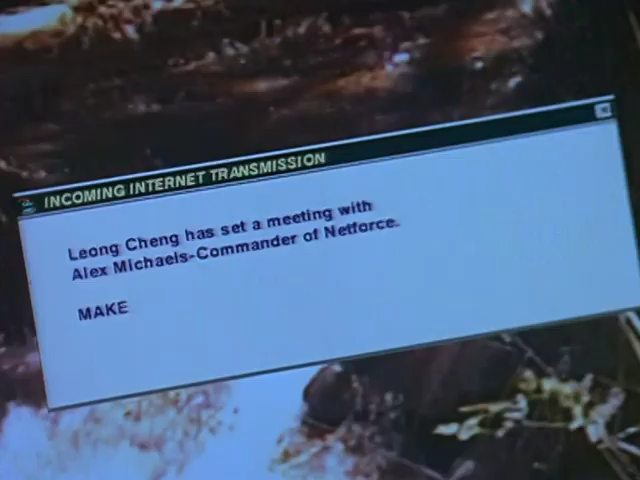 INCOMING INTERNET TRANSMISSION
Leong Cheng has set a meeting with
Alex Michaels-Commander of Netforce.
MAKE